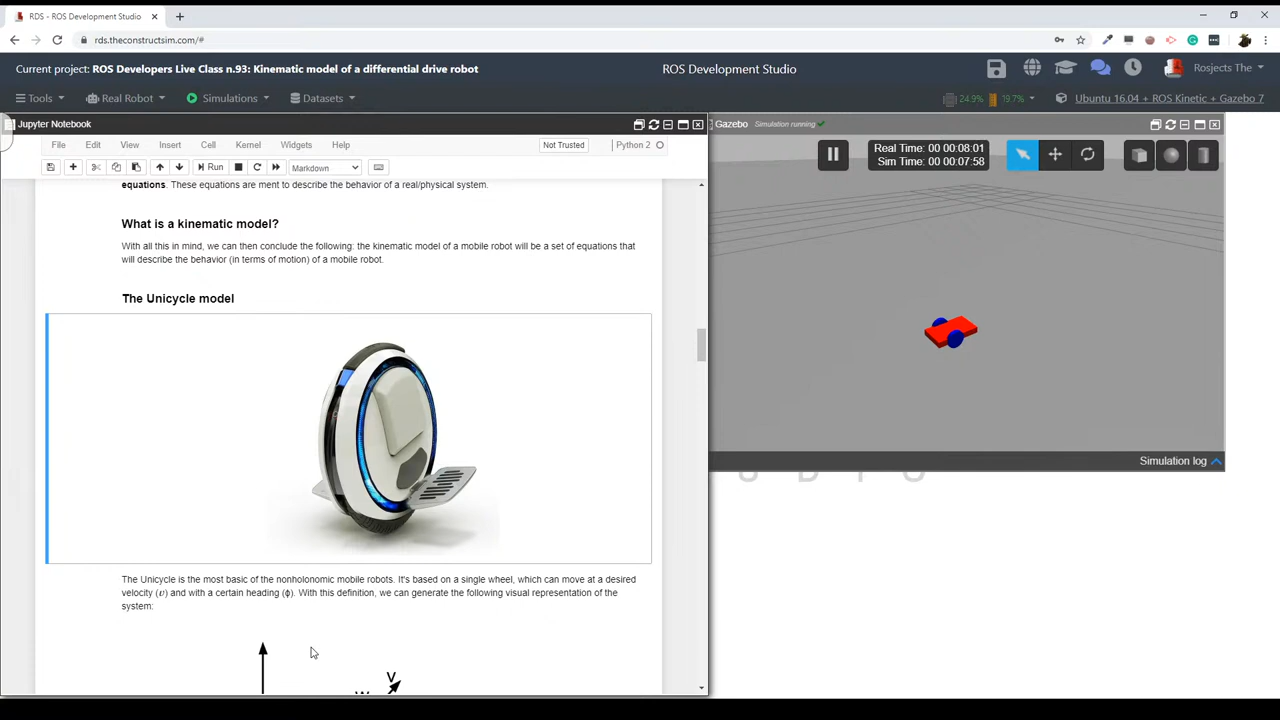 RDS - ROS Development Studio
rds.theconstructsim.com/#
Current project: ROS Developers Live Class n.93: Kinematic model of a differential drive robot
ROS Development Studio
Rosjects The
Tools
Real Robot
Simulations
Datasets
24.9%
19.7%
Ubuntu 16.04 + ROS Kinetic + Gazebo 7
Jupyter Notebook
File Edit View Insert Cell Kernel Widgets Help
Not Trusted
Python 2
Run
Markdown
equations. These equations are ment to describe the behavior of a real/physical system.
What is a kinematic model?
With all this in mind, we can then conclude the following: the kinematic model of a mobile robot will be a set of equations that
will describe the behavior (in terms of motion) of a mobile robot.
The Unicycle model
The Unicycle is the most basic of the nonholonomic mobile robots. It's based on a single wheel, which can move at a desired
velocity (υ) and with a certain heading (ϕ). With this definition, we can generate the following visual representation of the
system:
V
Gazebo
Simulation running
Real Time: 00 00:08:01
Sim Time: 00 00:07:58
Simulation log
U D I O